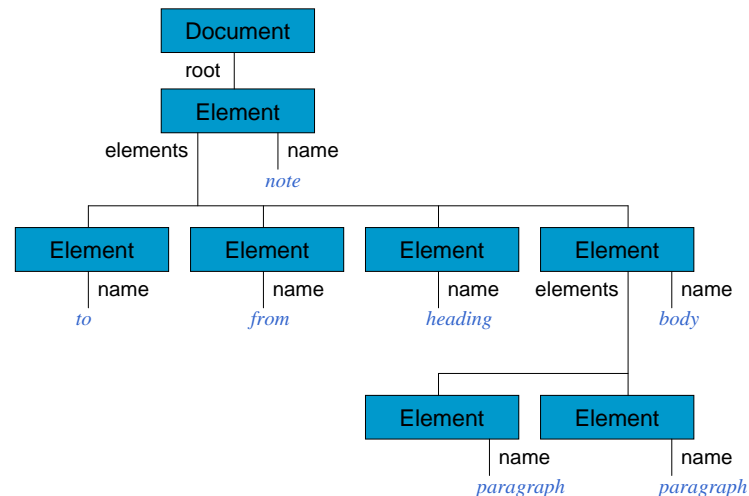 Document
root
Element
elements name
note
Element Element Element Element
name name name elements name
to from heading body
Element Element
name name
paragraph paragraph